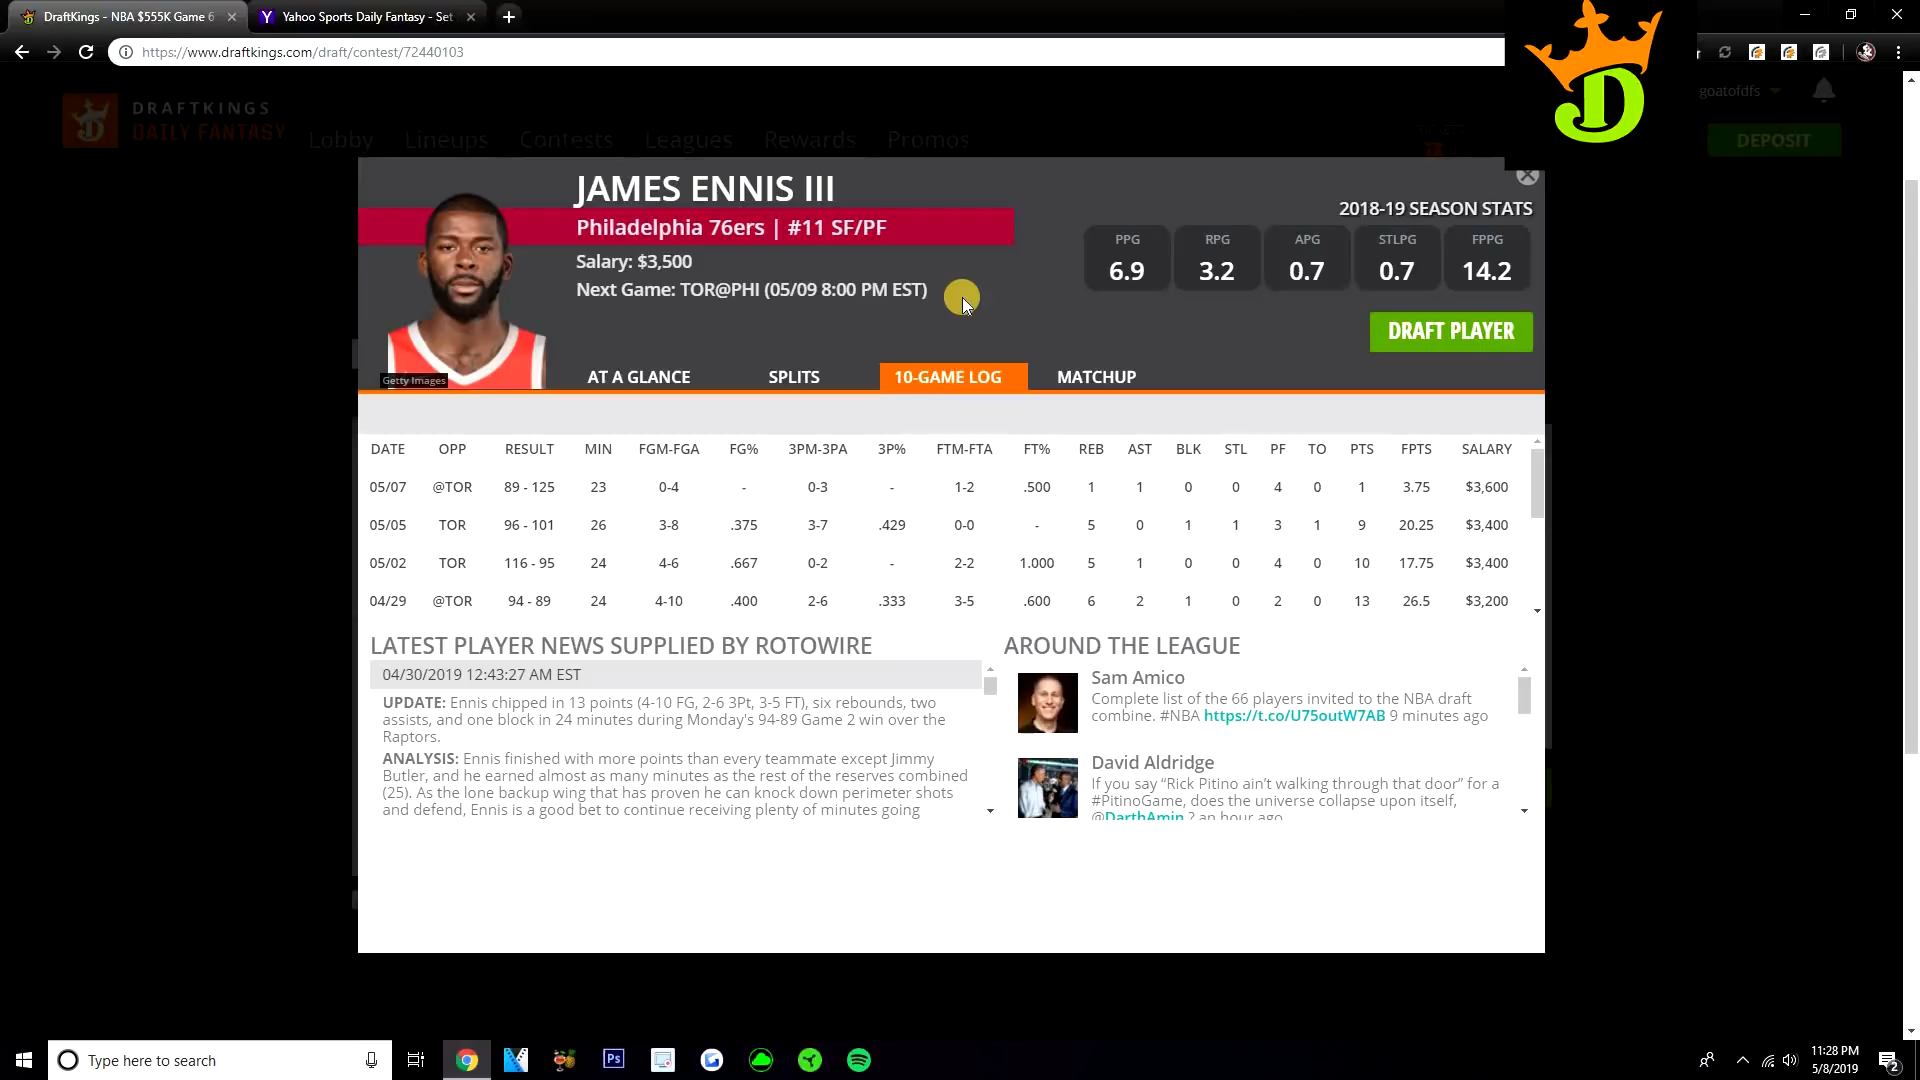 DraftKings - NBA $555K Game 6
Yahoo Sports Daily Fantasy - Set
https://www.draftkings.com/draft/contest/72440103
DRAFTKINGS
DAILY FANTASY
Lobby Lineups Contests Leagues Rewards Promos
goatofdfs
DEPOSIT
D
JAMES ENNIS III
Philadelphia 76ers | #11 SF/PF
Salary: $3,500
Next Game: TOR@PHI (05/09 8:00 PM EST)
2018-19 SEASON STATS
PPG RPG APG STLPG FPPG
6.9 3.2 0.7 0.7 14.2
DRAFT PLAYER
Getty Images
AT A GLANCE SPLITS 10-GAME LOG MATCHUP
DATE OPP RESULT MIN FGM-FGA FG% 3PM-3PA 3P% FTM-FTA FT% REB AST BLK STL PF TO PTS FPTS SALARY
05/07 @TOR 89 - 125 23 0-4 - 0-3 - 1-2 .500 1 1 0 0 4 0 1 3.75 $3,600
05/05 TOR 96 - 101 26 3-8 .375 3-7 .429 0-0 - 5 0 1 1 3 1 9 20.25 $3,400
05/02 TOR 116 - 95 24 4-6 .667 0-2 - 2-2 1.000 5 1 0 0 4 0 10 17.75 $3,400
04/29 @TOR 94 - 89 24 4-10 .400 2-6 .333 3-5 .600 6 2 1 0 2 0 13 26.5 $3,200
LATEST PLAYER NEWS SUPPLIED BY ROTOWIRE
04/30/2019 12:43:27 AM EST
UPDATE: Ennis chipped in 13 points (4-10 FG, 2-6 3Pt, 3-5 FT), six rebounds, two
assists, and one block in 24 minutes during Monday's 94-89 Game 2 win over the
Raptors.
ANALYSIS: Ennis finished with more points than every teammate except Jimmy
Butler, and he earned almost as many minutes as the rest of the reserves combined
(25). As the lone backup wing that has proven he can knock down perimeter shots
and defend, Ennis is a good bet to continue receiving plenty of minutes going
AROUND THE LEAGUE
Sam Amico
Complete list of the 66 players invited to the NBA draft
combine. #NBA https://t.co/U75outW7AB 9 minutes ago
David Aldridge
If you say “Rick Pitino ain’t walking through that door” for a
#PitinoGame, does the universe collapse upon itself,
@DarthAmin ? an hour ago
Type here to search
Ps
11:28 PM
5/8/2019
2